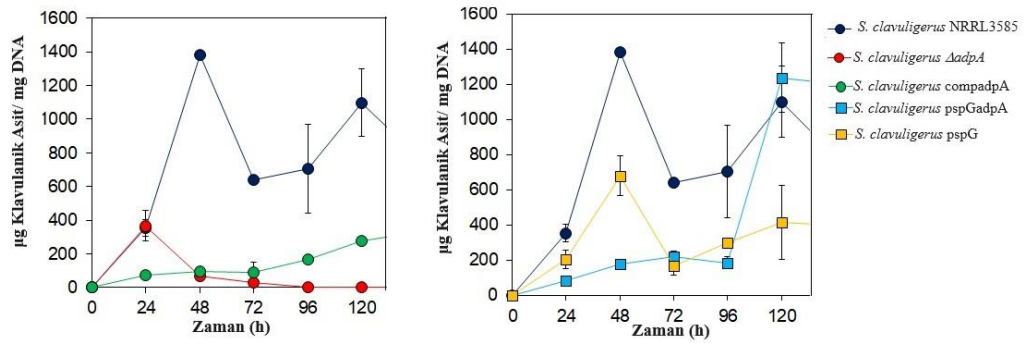 µg Klavulanik Asit/ mg DNA
1600
1400
1200
1000
800
600
400
200
0
0 24 48 72 96 120
Zaman (h)
µg Klavulanik Asit/ mg DNA
1600
1400
1200
1000
800
600
400
200
0
0 24 48 72 96 120
Zaman (h)
S. clavuligerus NRRL3585
S. clavuligerus ΔadpA
S. clavuligerus compadpA
S. clavuligerus pspGadpA
S. clavuligerus pspG